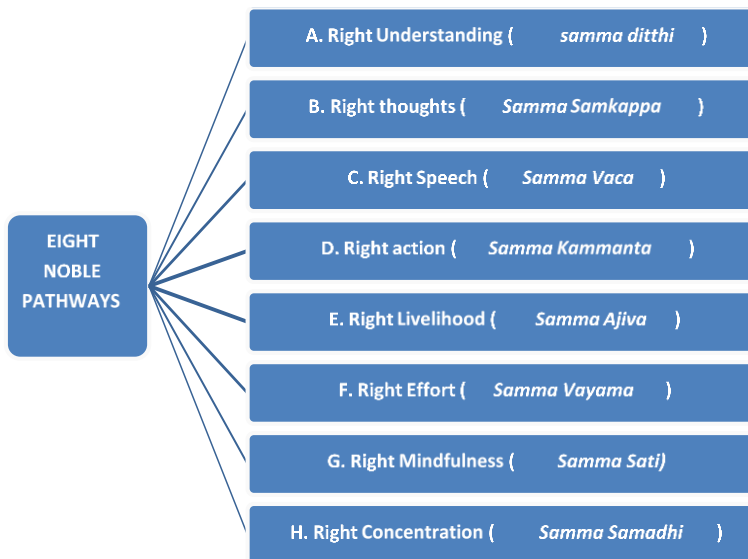 EIGHT
NOBLE
PATHWAYS
A. Right Understanding ( samma ditthi )
B. Right thoughts ( Samma Samkappa )
C. Right Speech ( Samma Vaca )
D. Right action ( Samma Kammanta )
E. Right Livelihood ( Samma Ajiva )
F. Right Effort ( Samma Vayama )
G. Right Mindfulness ( Samma Sati)
H. Right Concentration ( Samma Samadhi )